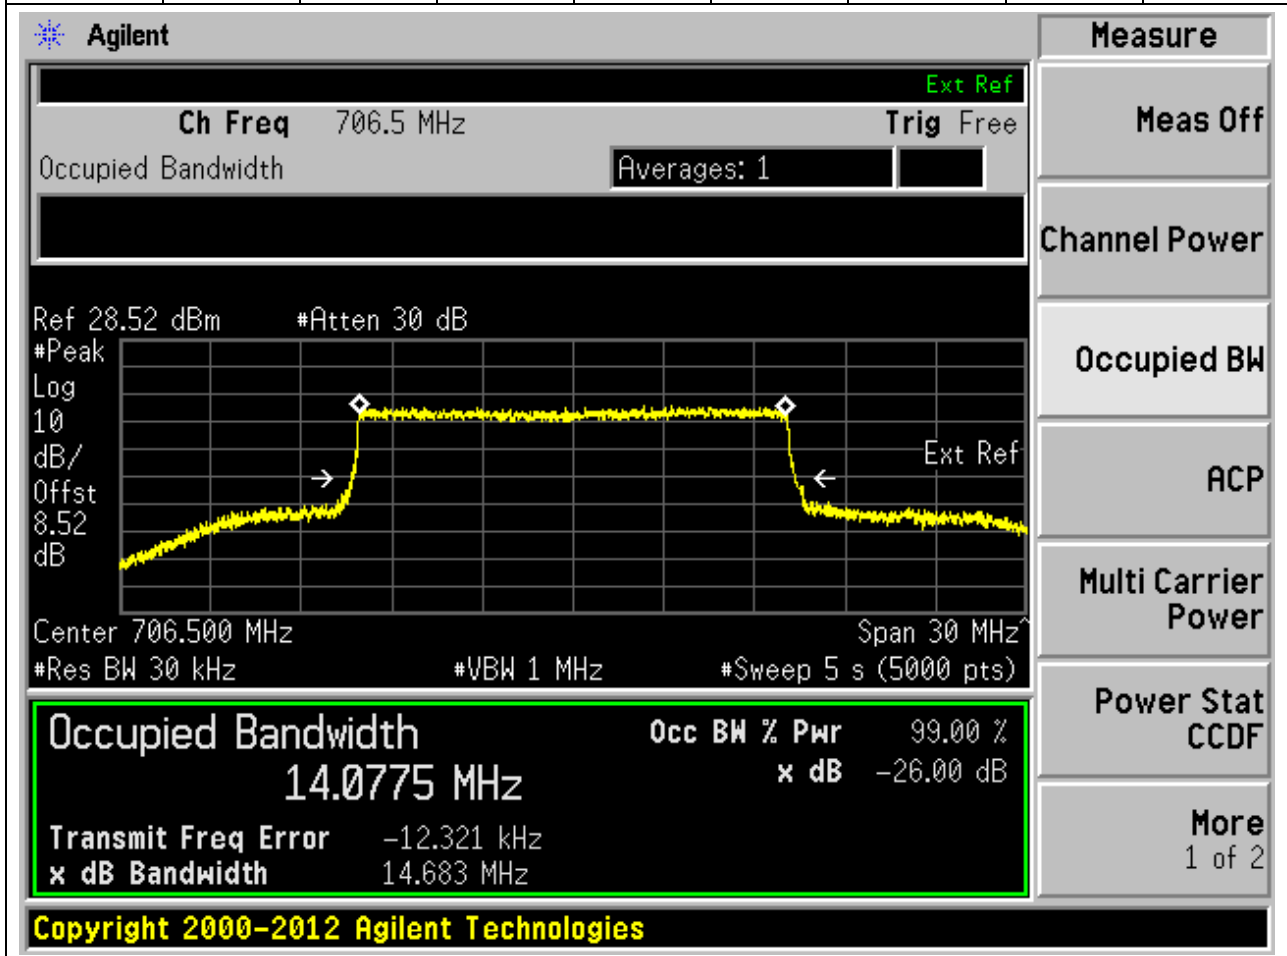 Agilent
Measure
Ext Ref
Ch Freq 706.5 MHz Trig Free
Occupied Bandwidth Averages: 1
Meas Off
Channel Power
Occupied BW
ACP
Multi Carrier
Power
Power Stat
CCDF
More
1 of 2
Ref 28.52 dBm #Atten 30 dB
#Peak
Log
10
dB/
Offst
8.52
dB
Ext Ref
Center 706.500 MHz Span 30 MHz^
#Res BW 30 kHz #VBW 1 MHz #Sweep 5 s (5000 pts)
Occupied Bandwidth Occ BW % Pwr 99.00 %
14.0775 MHz x dB -26.00 dB
Transmit Freq Error -12.321 kHz
x dB Bandwidth 14.683 MHz
Copyright 2000-2012 Agilent Technologies